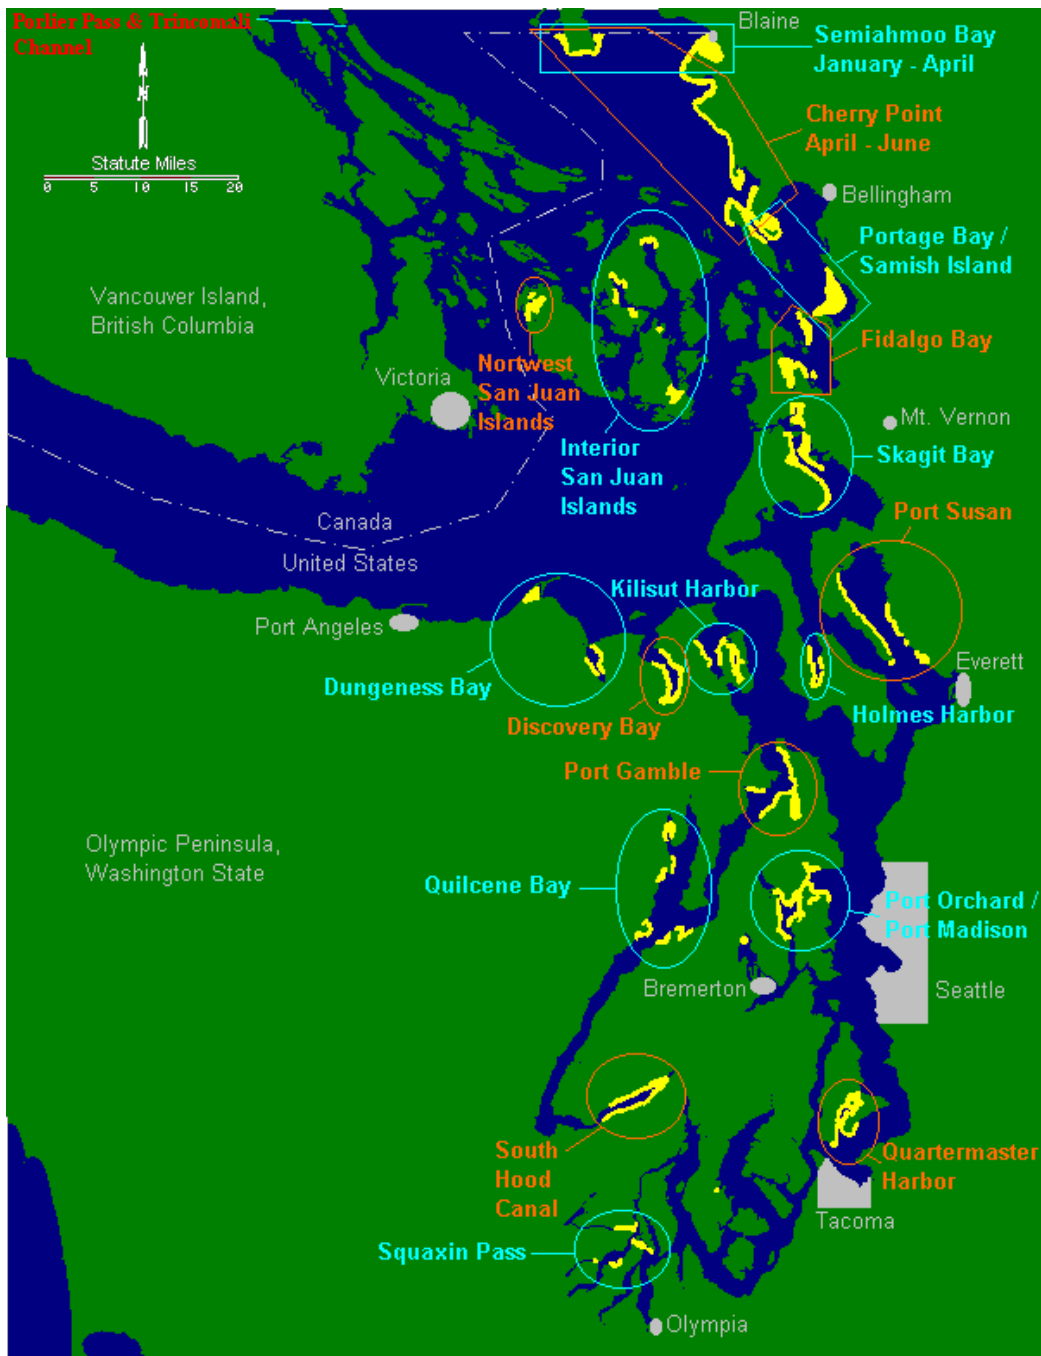 Porlier Pass & Trincomali
Channel
N
Statute Miles
0 5 10 15 20
Blaine
Semiahmoo Bay
January - April
Cherry Point
April - June
Bellingham
Portage Bay /
Samish Island
Vancouver Island,
British Columbia
Fidalgo Bay
Nortwest
San Juan
Islands
Victoria
Mt. Vernon
Interior
San Juan
Islands
Skagit Bay
Port Susan
Canada
United States
Kilisut Harbor
Port Angeles
Everett
Dungeness Bay
Holmes Harbor
Discovery Bay
Port Gamble
Olympic Peninsula,
Washington State
Quilcene Bay
Port Orchard /
Port Madison
Bremerton
Seattle
South
Hood
Canal
Quartermaster
Harbor
Tacoma
Squaxin Pass
Olympia